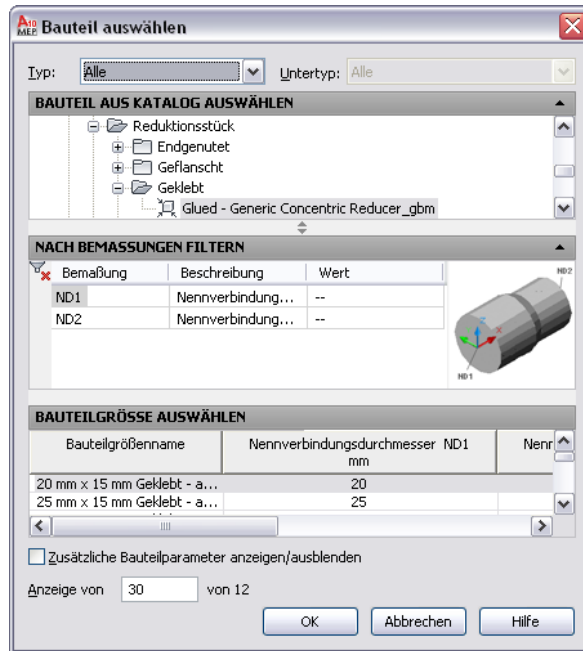 A10 MEP Bauteil auswählen
Typ: Alle Untertyp: Alle
BAUTEIL AUS KATALOG AUSWÄHLEN
Reduktionsstück
Endgenutet
Geflanscht
Geklebt
Glued - Generic Concentric Reducer_gbm
NACH BEMASSUNGEN FILTERN
Bemaßung Beschreibung Wert
ND1 Nennverbindung... --
ND2 Nennverbindung... --
ND2
ND1
BAUTEILGRÖSSE AUSWÄHLEN
Bauteilgrößenname Nennverbindungsdurchmesser ND1 Nenr
mm
20 mm x 15 mm Geklebt - a... 20
25 mm x 15 mm Geklebt - a... 25
Zusätzliche Bauteilparameter anzeigen/ausblenden
Anzeige von 30 von 12
OK Abbrechen Hilfe